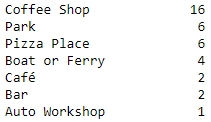 Coffee Shop 16
Park 6
Pizza Place 6
Boat or Ferry 4
Café 2
Bar 2
Auto Workshop 1